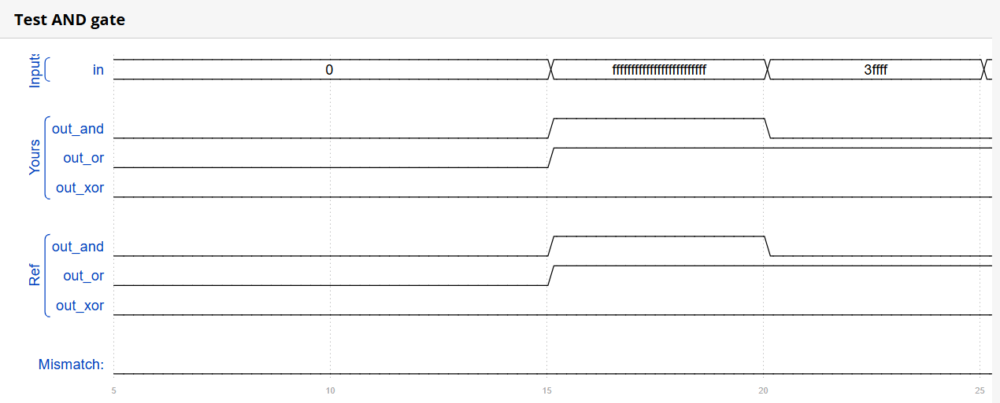 Test AND gate
Inputs
in 0 fffffffffffffffffffffffff 3ffff
Yours
out_and
out_or
out_xor
Ref
out_and
out_or
out_xor
Mismatch:
5 10 15 20 25